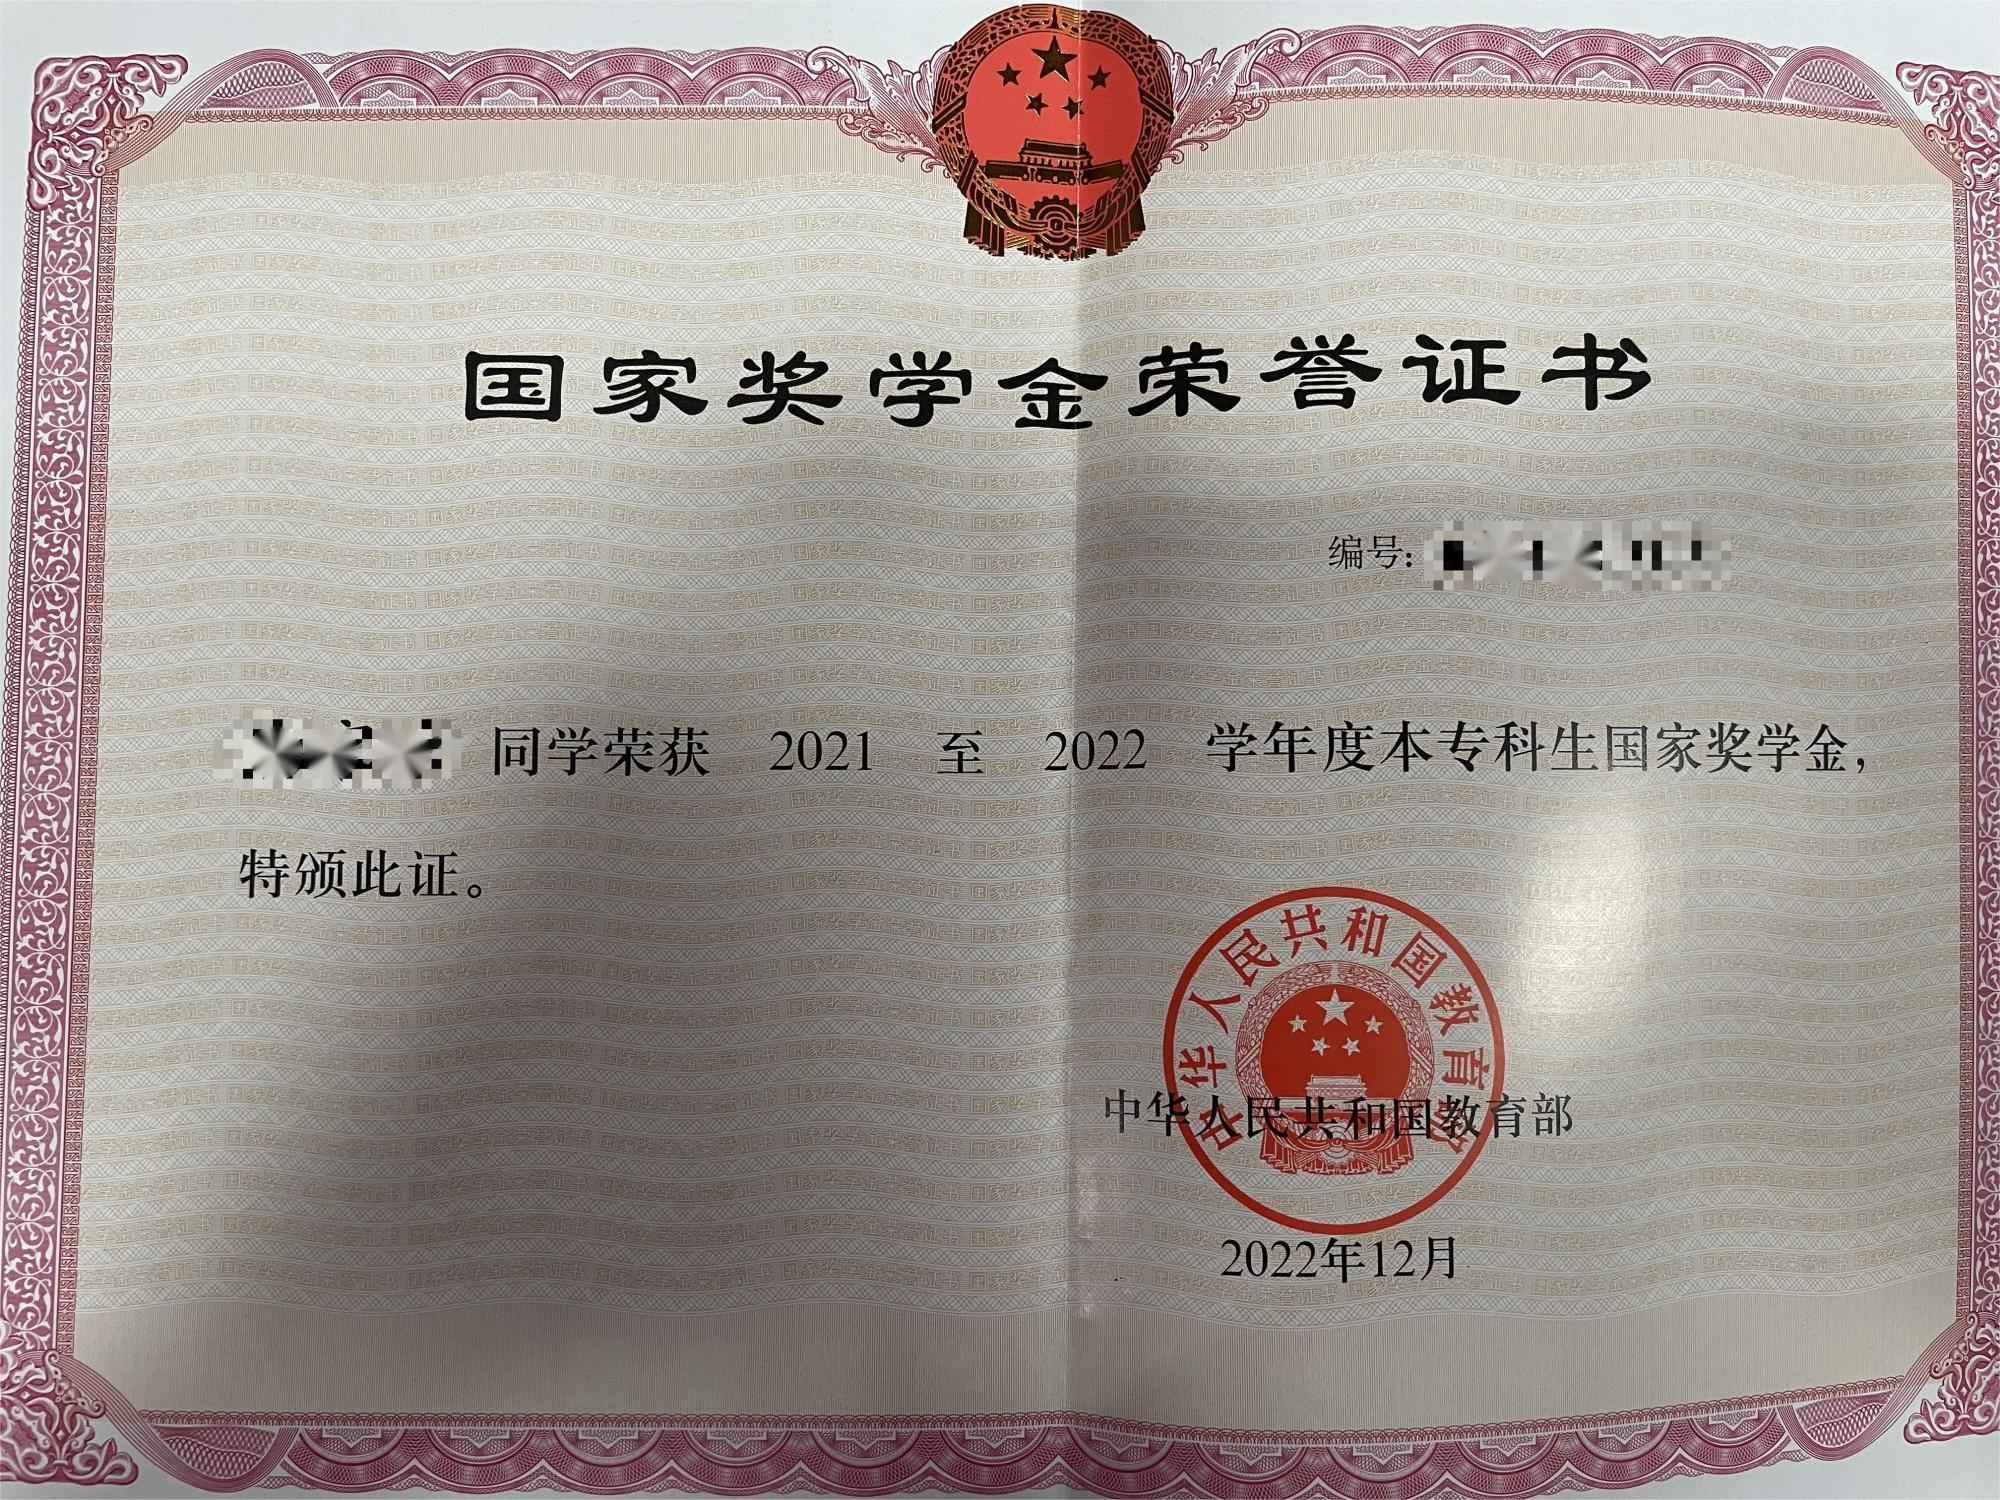 国家奖学金荣誉证书
编号:
同学荣获 2021 至 2022 学年度本专科生国家奖学金,
特颁此证。
中华人民共和国教育部
中华人民共和国教育部
2022年12月